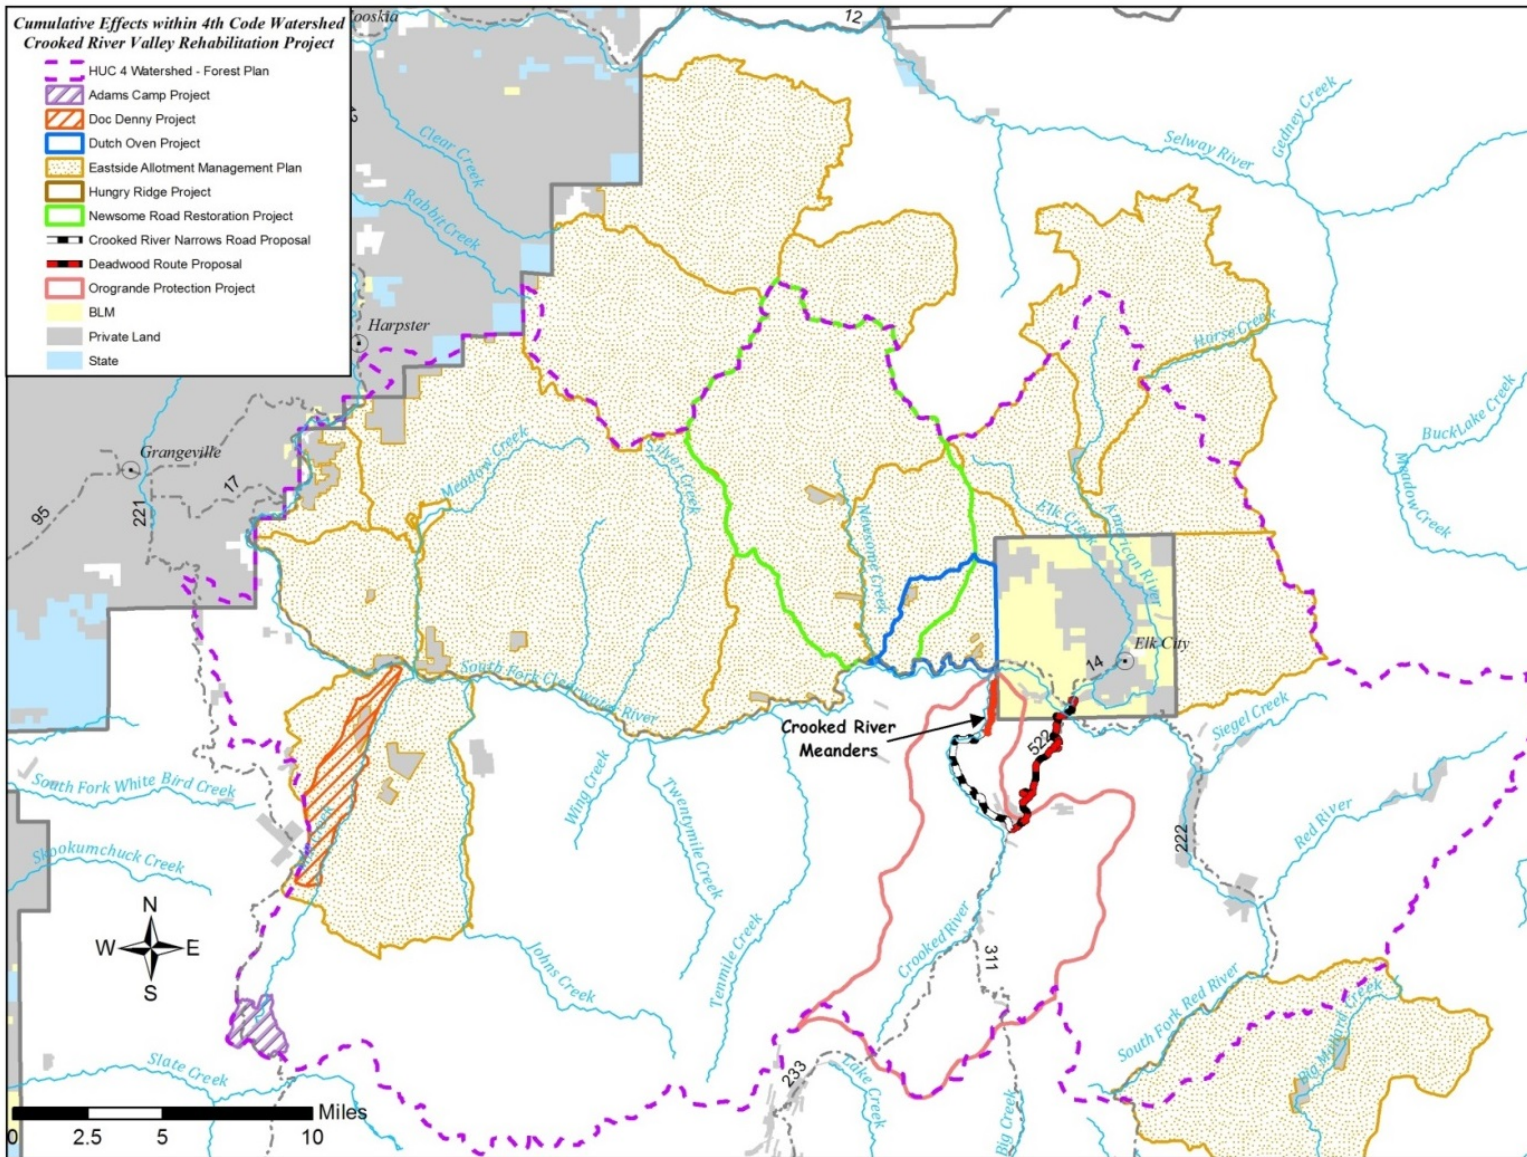 Cumulative Effects within 4th Code Watershed
Crooked River Valley Rehabilitation Project
HUC 4 Watershed - Forest Plan
Adams Camp Project
Doc Denny Project
Dutch Oven Project
Eastside Allotment Management Plan
Hungry Ridge Project
Newsome Road Restoration Project
Crooked River Narrows Road Proposal
Deadwood Route Proposal
Orogrande Protection Project
BLM
Private Land
State
ooskia
12
Clear Creek
Rabbit Creek
Selway River
Gedney Creek
Harpster
Horse Creek
Buck Lake Creek
Meadow Creek
Grangeville
17
95
221
Meadow Creek
Silver Creek
Newsome Creek
Elk Creek
American River
Elk City
14
South Fork Clearwater River
Crooked River
Meanders
522
Siegel Creek
222
Red River
South Fork White Bird Creek
Skookumchuck Creek
Wing Creek
Twentymile Creek
Tenmile Creek
Johns Creek
Crooked River
311
South Fork Red River
Big Mallard Creek
N
W
E
S
Slate Creek
233
Lake Creek
Big Creek
Miles
0
2.5
5
10